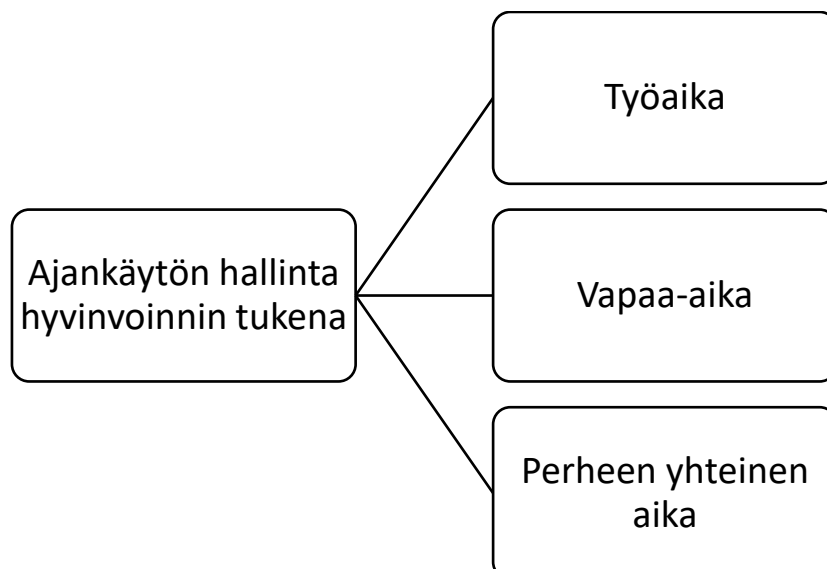 Työaika
Ajankäytön hallinta
hyvinvoinnin tukena
Vapaa-aika
Perheen yhteinen
aika